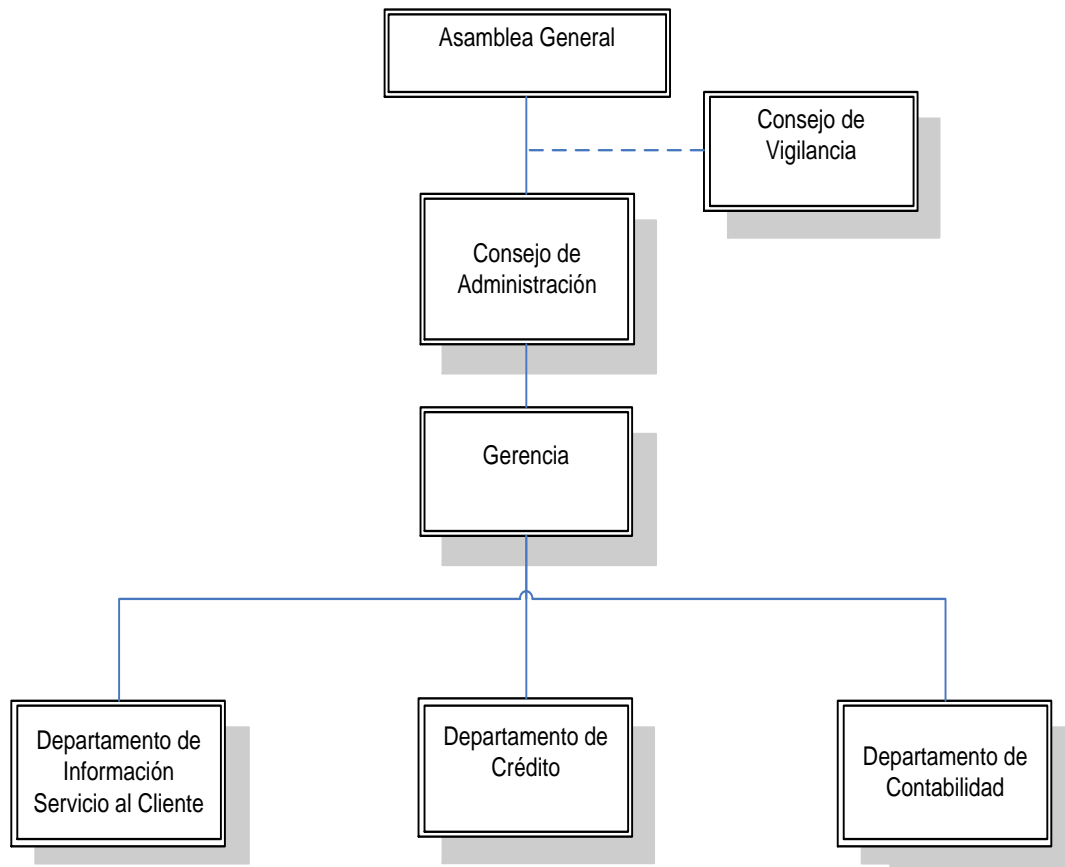 Asamblea General
Consejo de
Vigilancia
Consejo de
Administración
Gerencia
Departamento de
Información
Servicio al Cliente
Departamento de
Crédito
Departamento de
Contabilidad